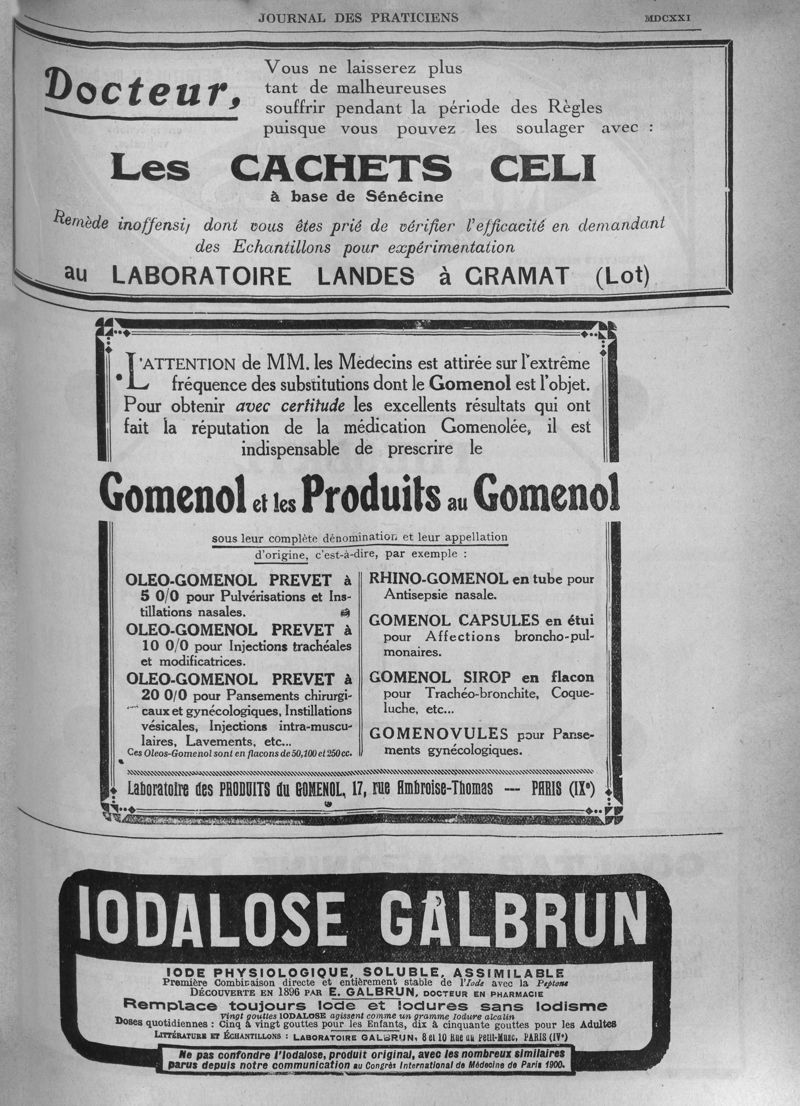 JOURNAL DES PRATICIENS MDCXXI
Docteur,
Vous ne laisserez plus
tant de malheureuses
souffrir pendant la période des Règles
puisque vous pouvez les soulager avec :
Les CACHETS CELI
à base de Sénécine
Remède inoffensi, dont vous êtes prié de vérifier l'efficacité en demandant
des Echantillons pour expérimentation
au LABORATOIRE LANDES à GRAMAT (Lot)
L'ATTENTION de MM. les Médecins est attirée sur l'extrême
fréquence des substitutions dont le Gomenol est l'objet.
Pour obtenir avec certitude les excellents résultats qui ont
fait la réputation de la médication Gomenolée, il est
indispensable de prescrire le
Gomenol et les Produits au Gomenol
sous leur complète dénomination et leur appellation
d'origine, c'est-à-dire, par exemple :
OLEO-GOMENOL PREVET à
5 0/0 pour Pulvérisations et Ins-
tillations nasales.
OLEO-GOMENOL PREVET à
10 0/0 pour Injections trachéales
et modificatrices.
OLEO-GOMENOL PREVET à
20 0/0 pour Pansements chirurgi-
caux et gynécologiques, Instillations
vésicales, Injections intra-muscu-
laires, Lavements, etc...
Ces Oleos-Gomenol sont en flacons de 50, 100 et 250 cc.
RHINO-GOMENOL en tube pour
Antisepsie nasale.
GOMENOL CAPSULES en étui
pour Affections broncho-pul-
monaires.
GOMENOL SIROP en flacon
pour Trachéo-bronchite, Coque-
luche, etc...
GOMENOVULES pour Panse-
ments gynécologiques.
Laboratoire des PRODUITS du GOMENOL, 17, rue Ambroise-Thomas — PARIS (IXe)
IODALOSE GALBRUN
IODE PHYSIOLOGIQUE, SOLUBLE, ASSIMILABLE
Première Combinaison directe et entièrement stable de l'Iode avec la Peptone
DÉCOUVERTE EN 1896 PAR E. GALBRUN, DOCTEUR EN PHARMACIE
Remplace toujours Iode et Iodures sans Iodisme
Vingt gouttes IODALOSE agissent comme un gramme Iodure alcalin
Doses quotidiennes : Cinq à vingt gouttes pour les Enfants, dix à cinquante gouttes pour les Adultes
LITTÉRATURE ET ÉCHANTILLONS : LABORATOIRE GALBRUN, 8 et 10 Rue du Petit-Musc, PARIS (IVe)
Ne pas confondre l'Iodalose, produit original, avec les nombreux similaires
parus depuis notre communication au Congrès International de Médecine de Paris 1900.